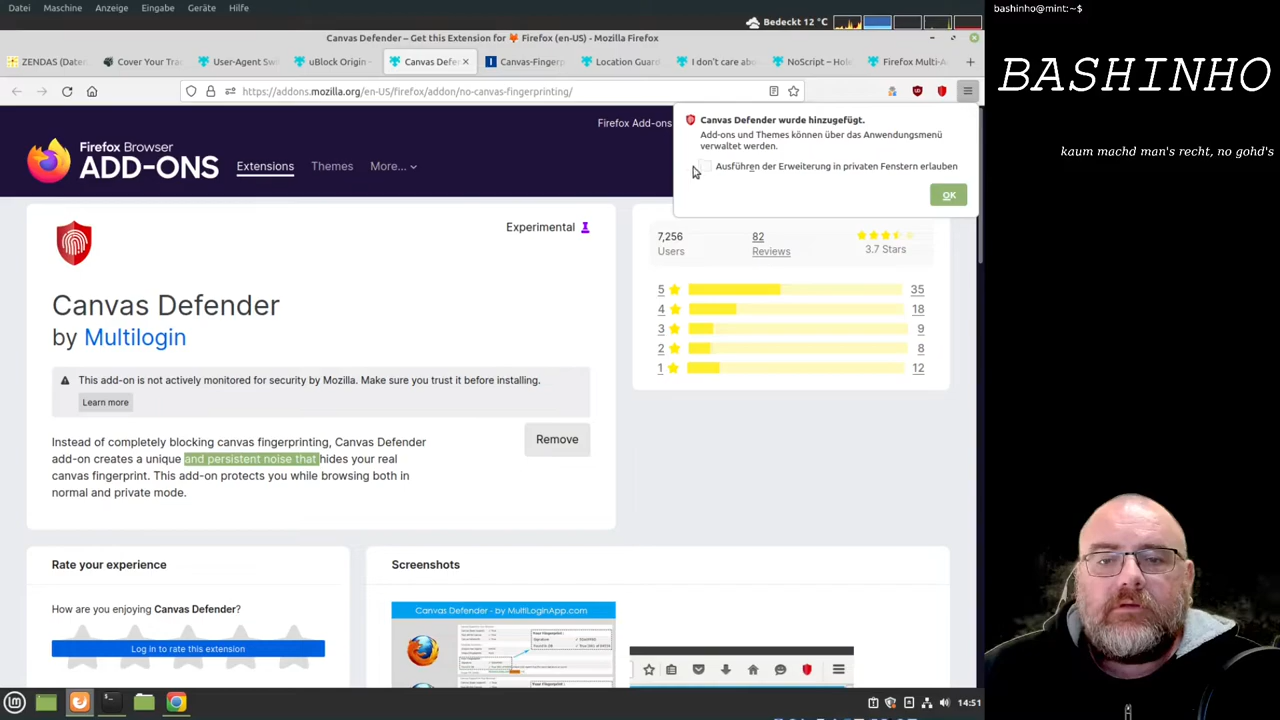 Datei Maschine Anzeige Eingabe Geräte Hilfe
bashinho@mint:~$
Bedeckt 12 °C
Canvas Defender – Get this Extension for 🦊 Firefox (en-US) – Mozilla Firefox
ZENDAS (Daten
Cover Your Tra
User-Agent Swi
uBlock Origin –
Canvas Defer
Canvas-Fingerp
Location Guard
I don't care abo
NoScript – Hol
Firefox Multi-A
https://addons.mozilla.org/en-US/firefox/addon/no-canvas-fingerprinting/
BASHINHO
kaum machd man's recht, no gohd's
Canvas Defender wurde hinzugefügt.
Add-ons und Themes können über das Anwendungsmenü
verwaltet werden.
Ausführen der Erweiterung in privaten Fenstern erlauben
OK
Firefox Add-ons
Firefox Browser
ADD-ONS
Extensions Themes More...
Experimental
Canvas Defender
by Multilogin
This add-on is not actively monitored for security by Mozilla. Make sure you trust it before installing.
Learn more
Instead of completely blocking canvas fingerprinting, Canvas Defender
add-on creates a unique and persistent noise that hides your real
canvas fingerprint. This add-on protects you while browsing both in
normal and private mode.
Remove
7,256 82
Users Reviews 3.7 Stars
5 35
4 18
3 9
2 8
1 12
Rate your experience
How are you enjoying Canvas Defender?
Log in to rate this extension
Screenshots
Canvas Defender - by MultiLoginApp.com
14:51